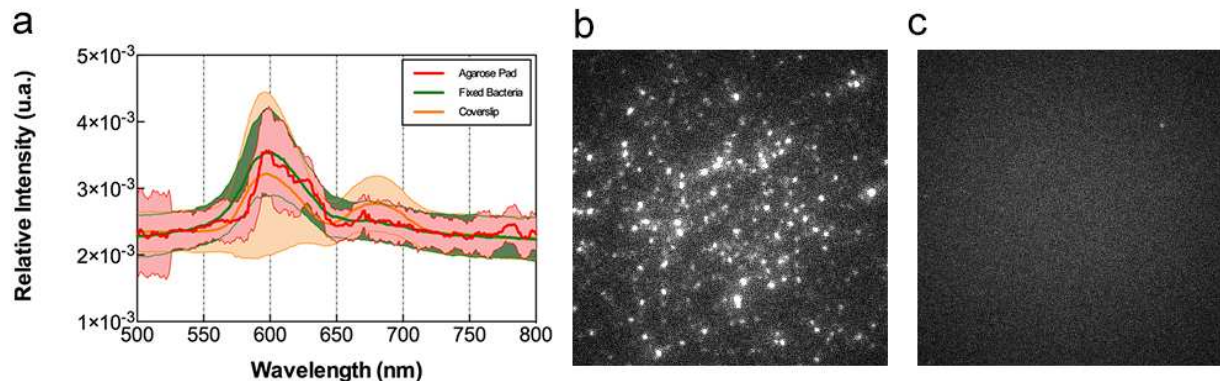 a
b
c
5×10-3
4×10-3
3×10-3
2×10-3
1×10-3
Relative Intensity (u.a.)
Agarose Pad
Fixed Bacteria
Coverslip
500 550 600 650 700 750 800
Wavelength (nm)